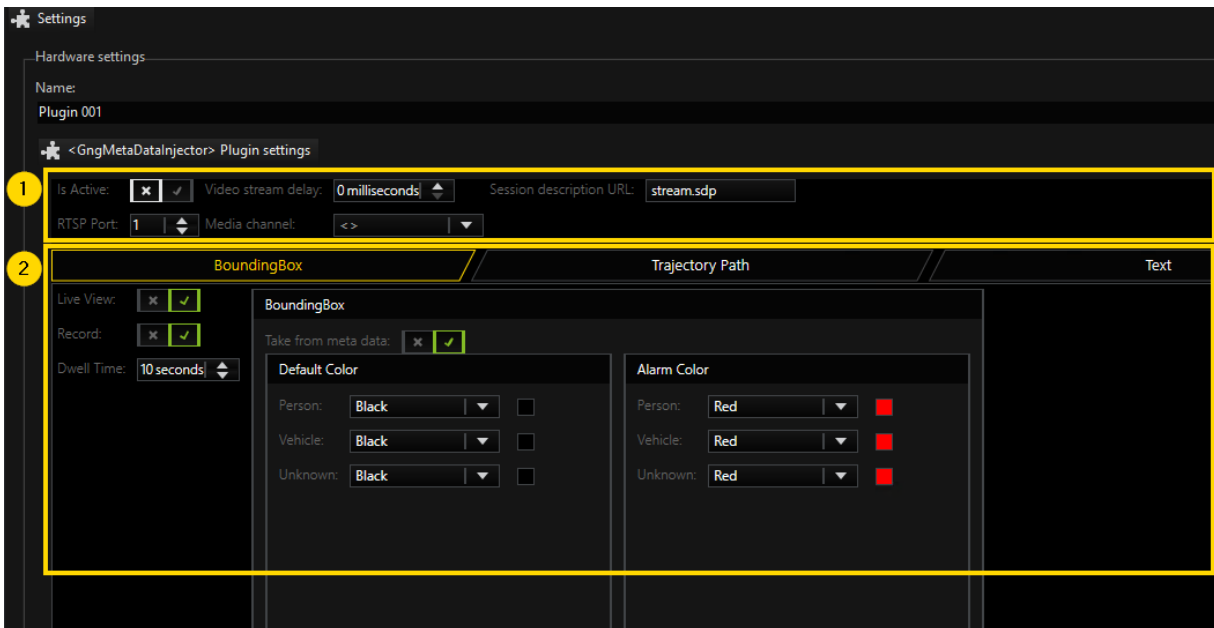 Settings
Hardware settings
Name:
Plugin 001
<GngMetaDataInjector> Plugin settings
1
Is Active: Video stream delay: 0 milliseconds Session description URL: stream.sdp
RTSP Port: 1 Media channel: <>
2
BoundingBox Trajectory Path Text
Live View:
BoundingBox
Record:
Take from meta data:
Dwell Time: 10 seconds
Default Color Alarm Color
Person: Black Person: Red
Vehicle: Black Vehicle: Red
Unknown: Black Unknown: Red